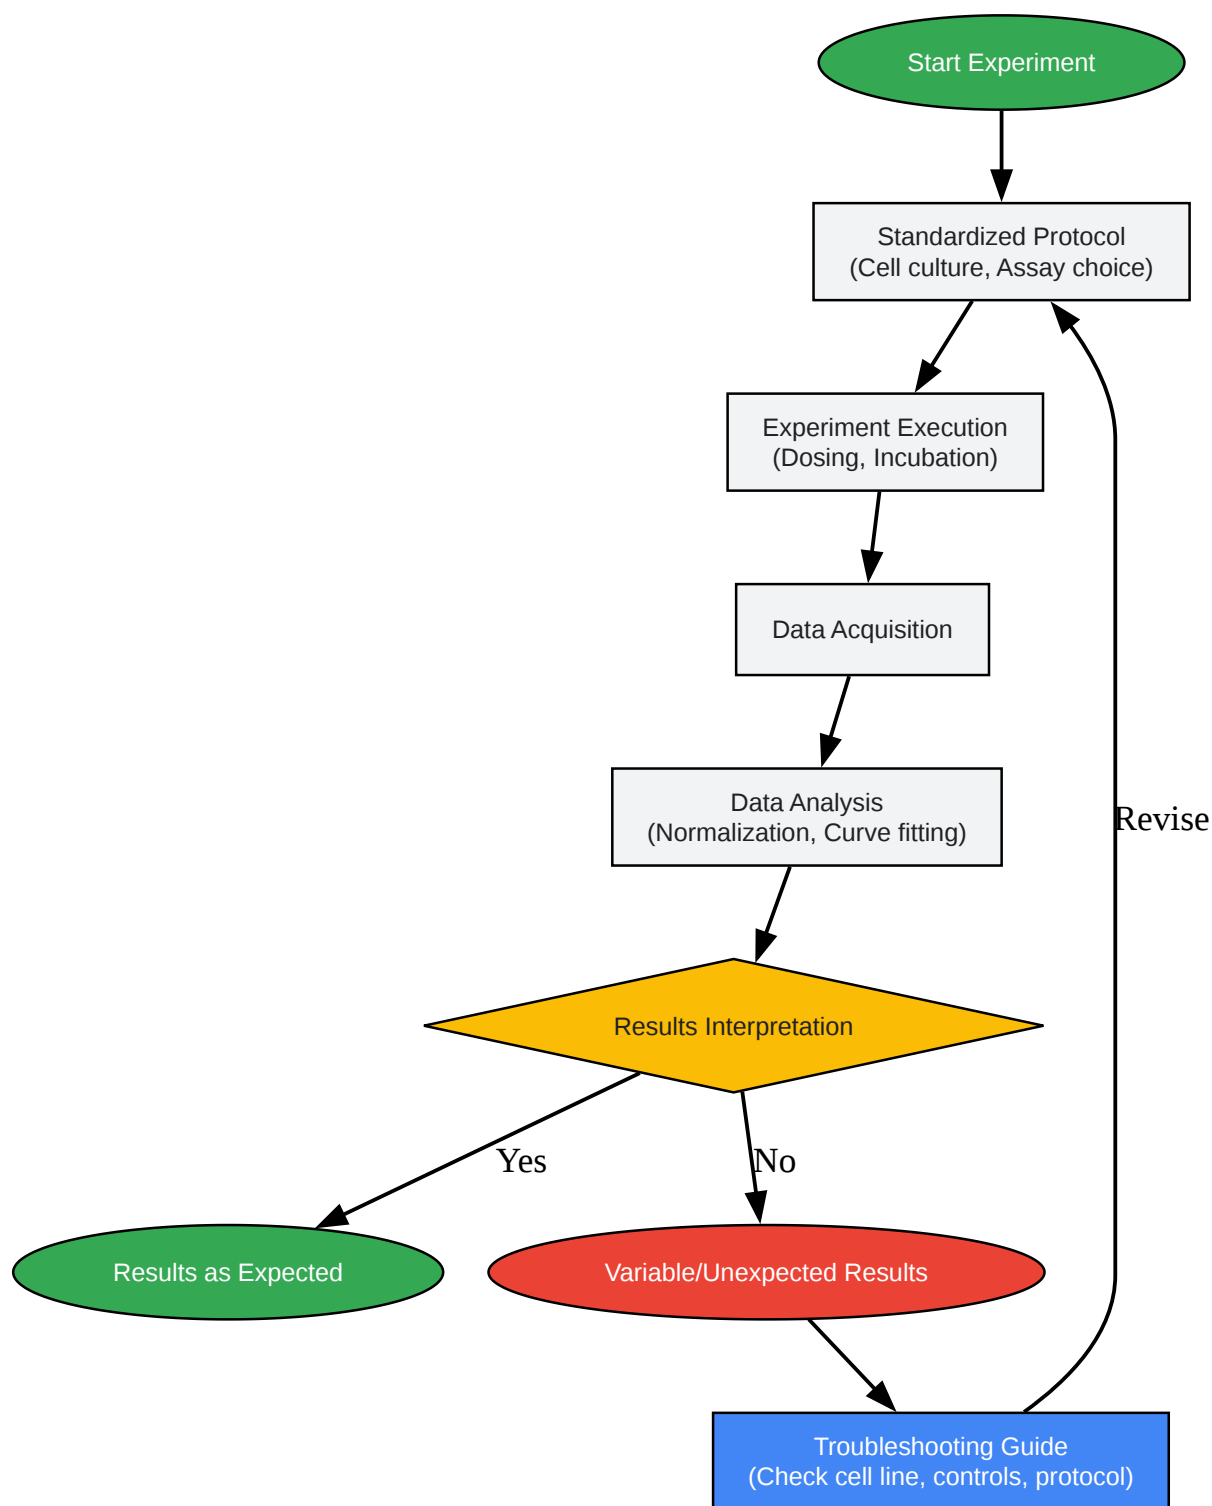 Start Experiment
Standardized Protocol
(Cell culture, Assay choice)
Experiment Execution
(Dosing, Incubation)
Data Acquisition
Data Analysis
(Normalization, Curve fitting)
Revise
Results Interpretation
Yes
No
Results as Expected
Variable/Unexpected Results
Troubleshooting Guide
(Check cell line, controls, protocol)